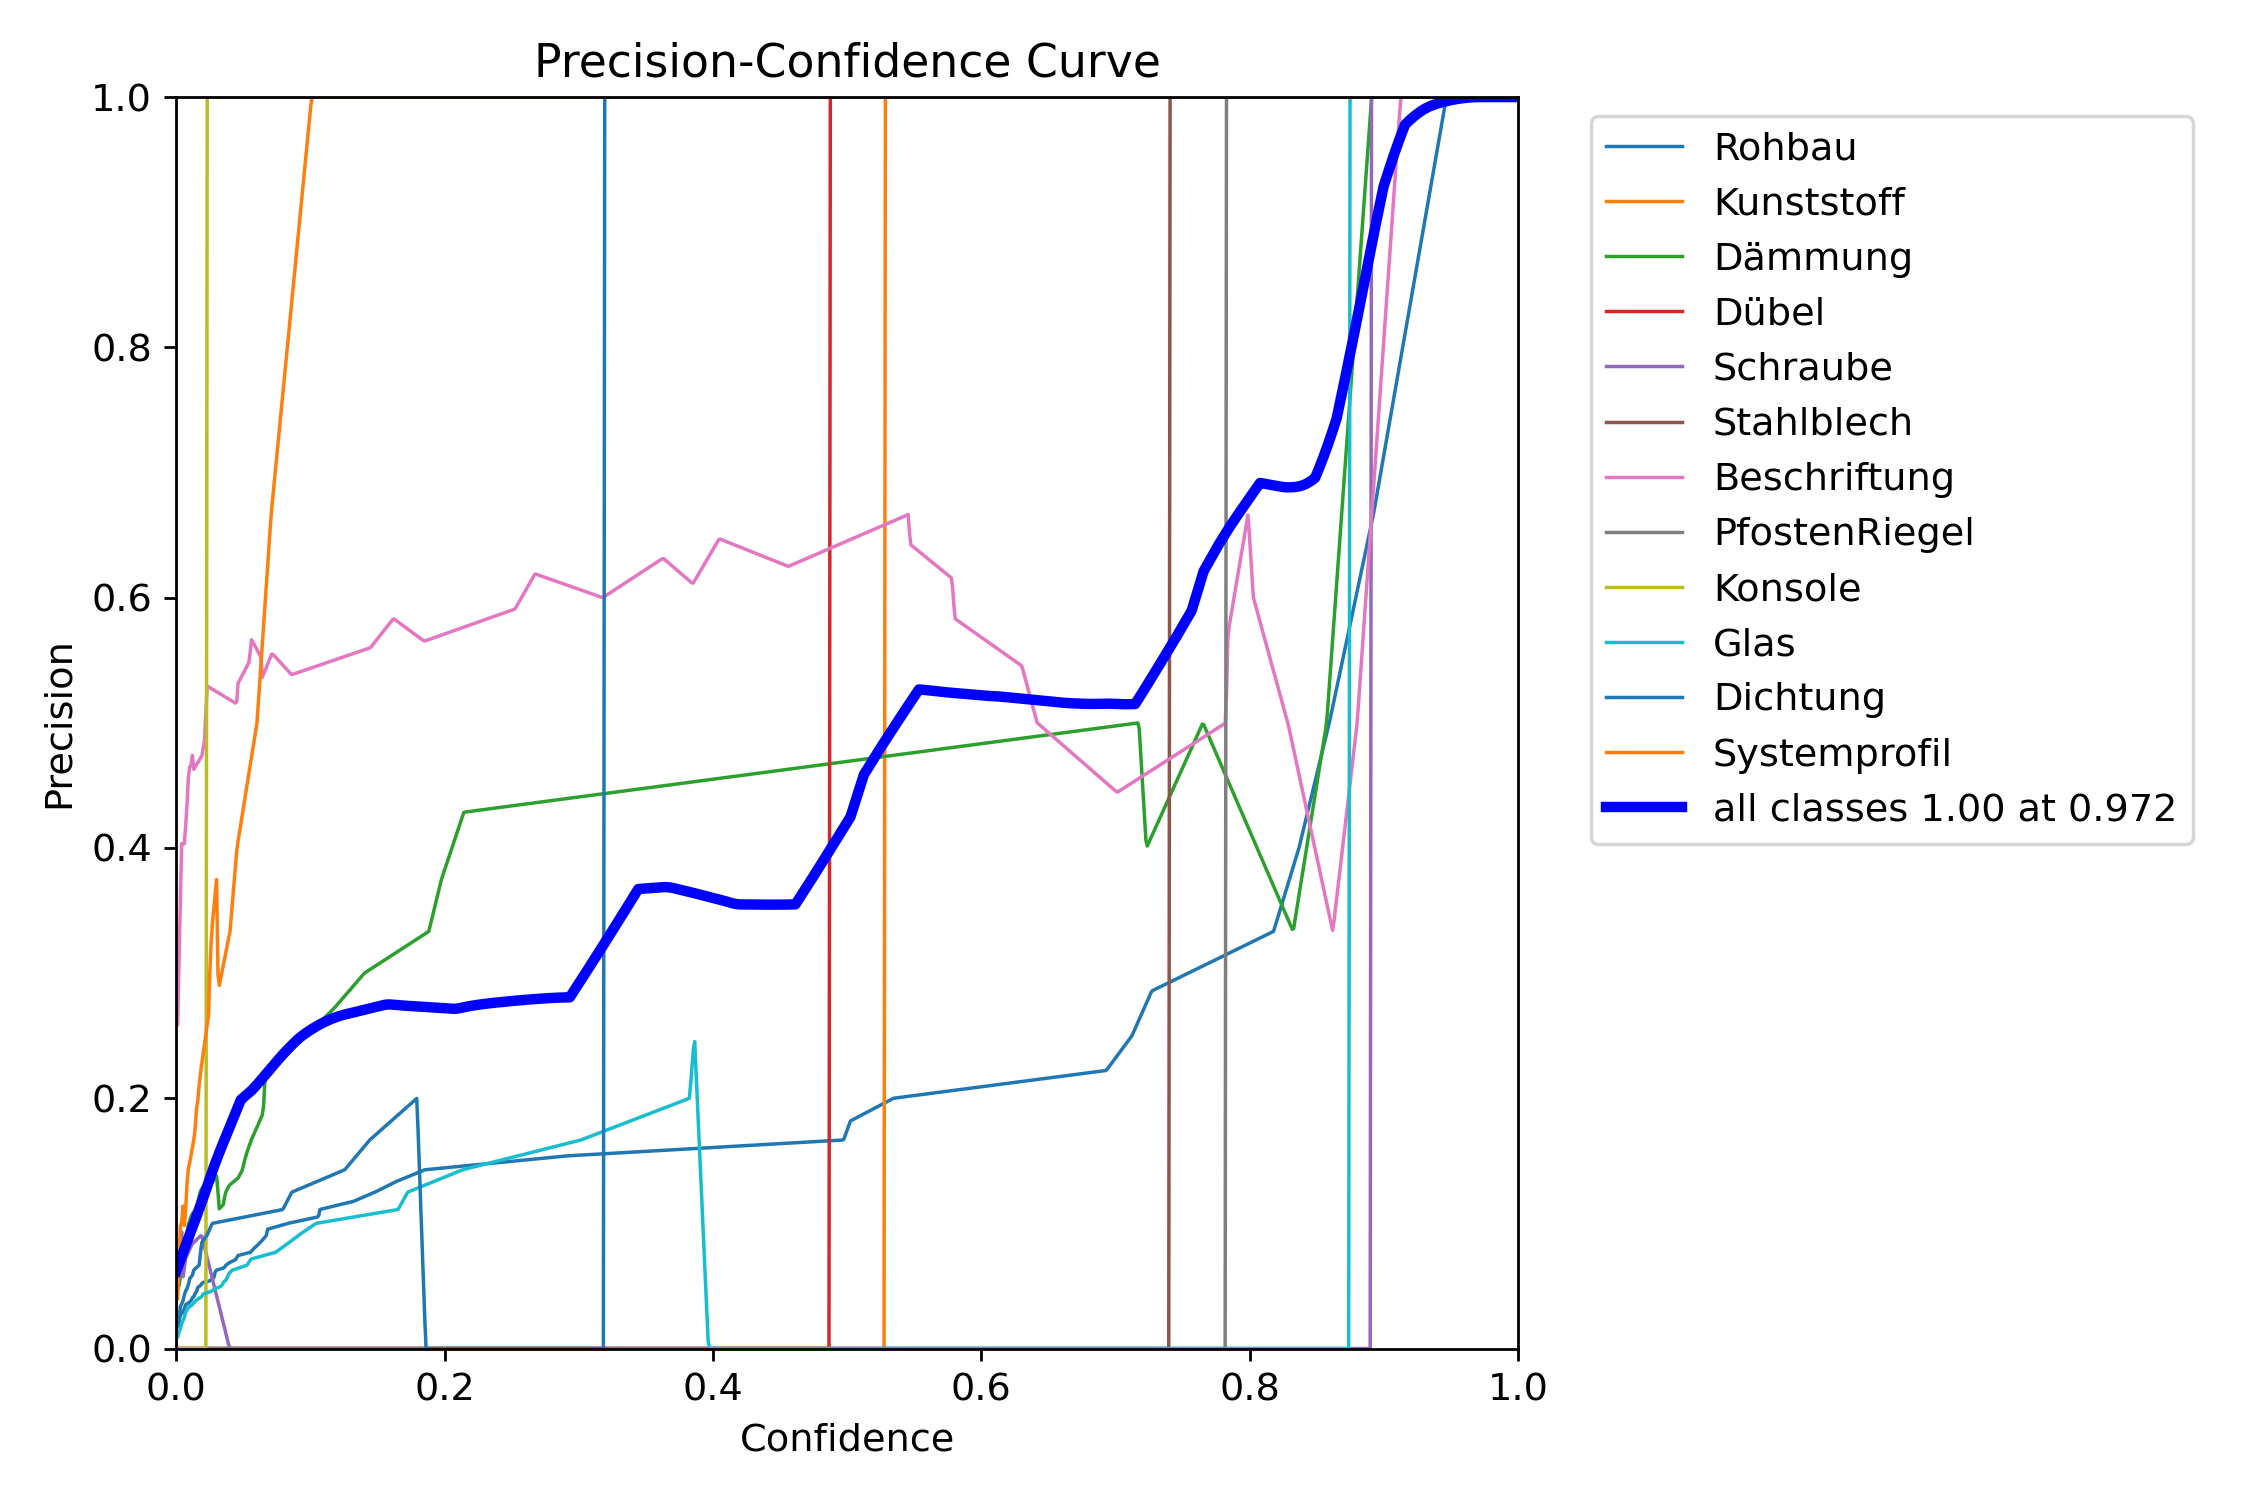 Precision-Confidence Curve
1.0
0.8
0.6
0.4
0.2
0.0
Precision
0.0 0.2 0.4 0.6 0.8 1.0
Confidence
Rohbau
Kunststoff
Dämmung
Dübel
Schraube
Stahlblech
Beschriftung
PfostenRiegel
Konsole
Glas
Dichtung
Systemprofil
all classes 1.00 at 0.972